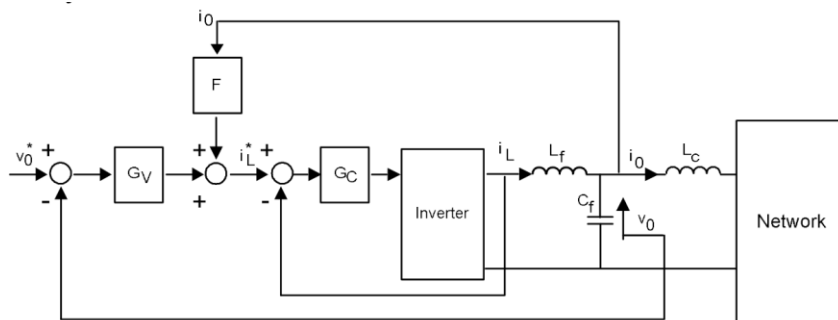 i0
F
v0* + - GV + + iL* + - GC Inverter iL Lf i0 Lc
Cf v0 Network